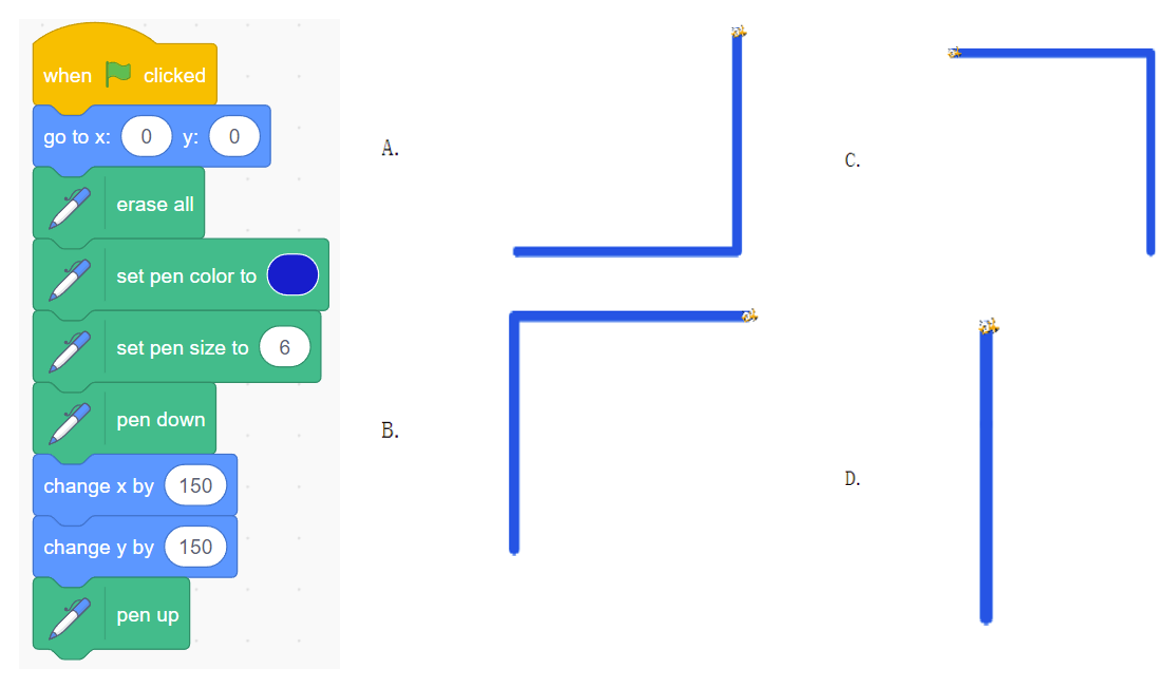 when clicked
go to x: 0 y: 0
erase all
set pen color to
set pen size to 6
pen down
change x by 150
change y by 150
pen up
A.
B.
C.
D.